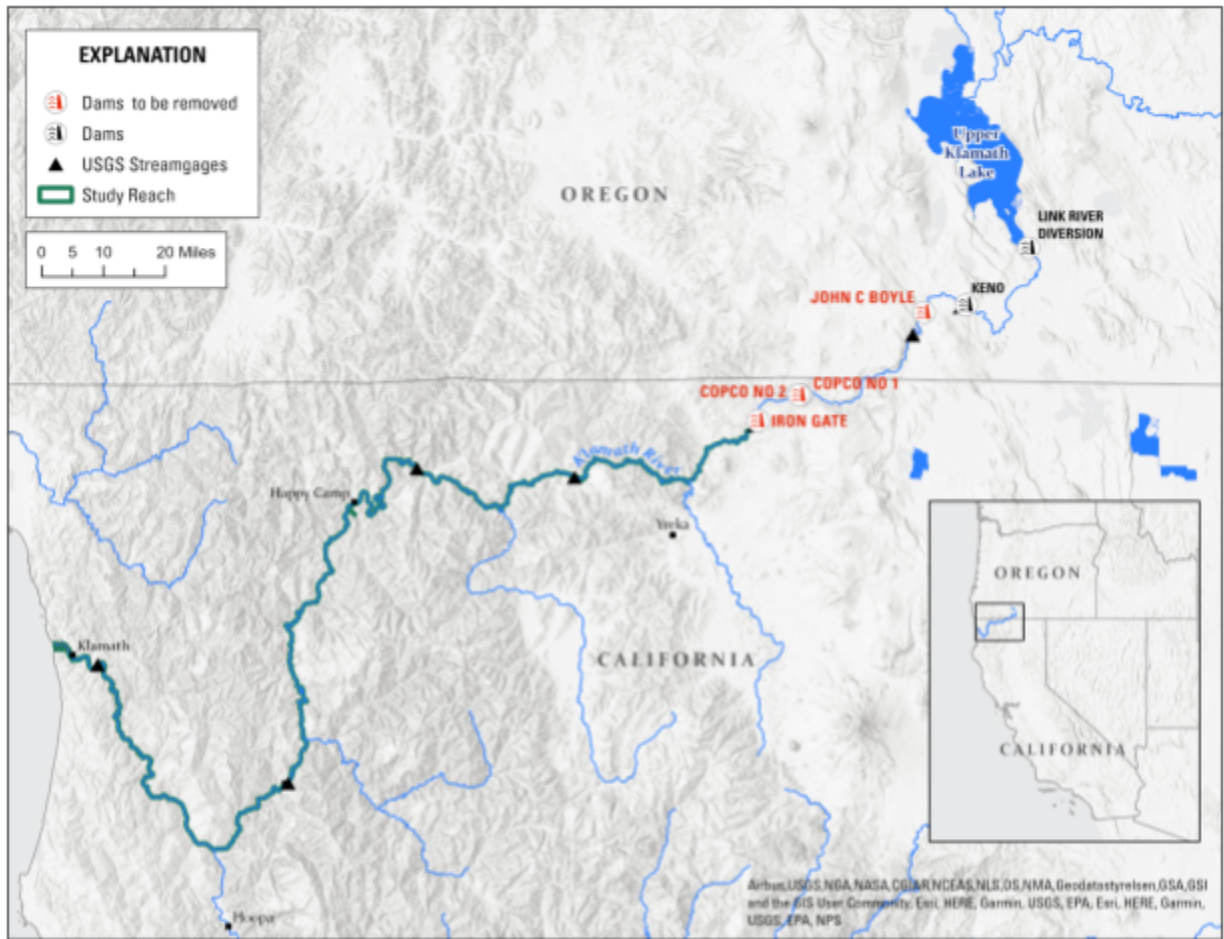 EXPLANATION
Dams to be removed
Dams
USGS Streamgages
Study Reach
0 5 10 20 Miles
OREGON
Upper
Klamath
Lake
LINK RIVER
DIVERSION
KENO
JOHN C BOYLE
COPCO NO 2
COPCO NO 1
IRON GATE
Klamath River
Happy Camp
Yreka
Klamath
CALIFORNIA
Hoopa
OREGON
CALIFORNIA
Airbus,USGS,NGA,NASA,CGIAR,NCEAS,NLS,OS,NMA,Geodatastyrelsen,GSA,GSI
and the GIS User Community, Esri, HERE, Garmin, USGS, EPA, Esri, HERE, Garmin,
USGS, EPA, NPS